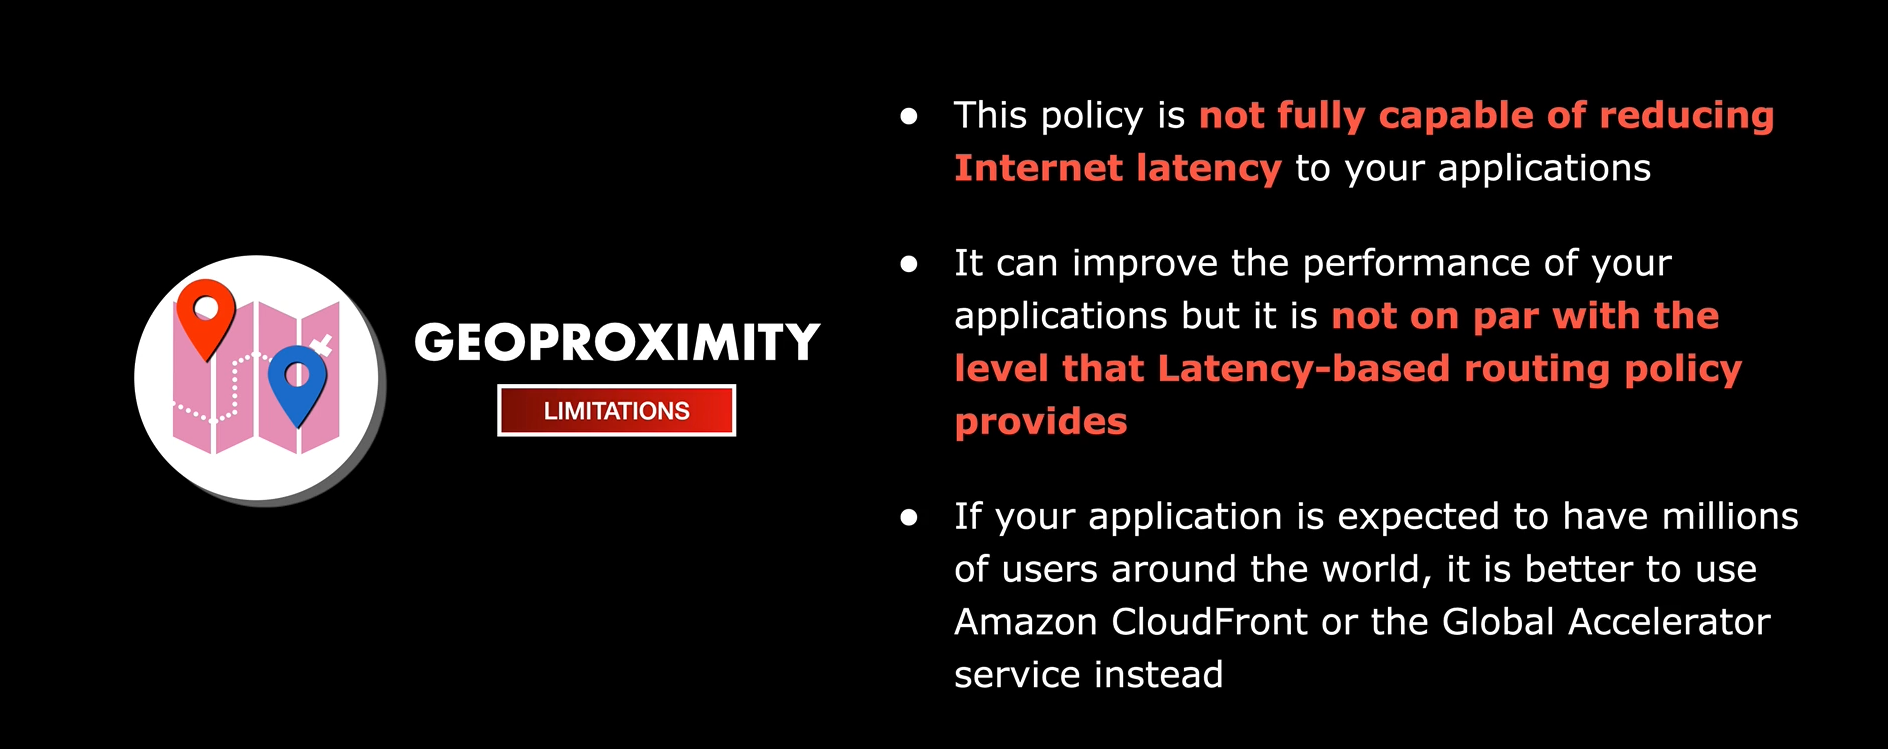 GEOPROXIMITY
LIMITATIONS
● This policy is not fully capable of reducing
Internet latency to your applications
● It can improve the performance of your
applications but it is not on par with the
level that Latency-based routing policy
provides
● If your application is expected to have millions
of users around the world, it is better to use
Amazon CloudFront or the Global Accelerator
service instead